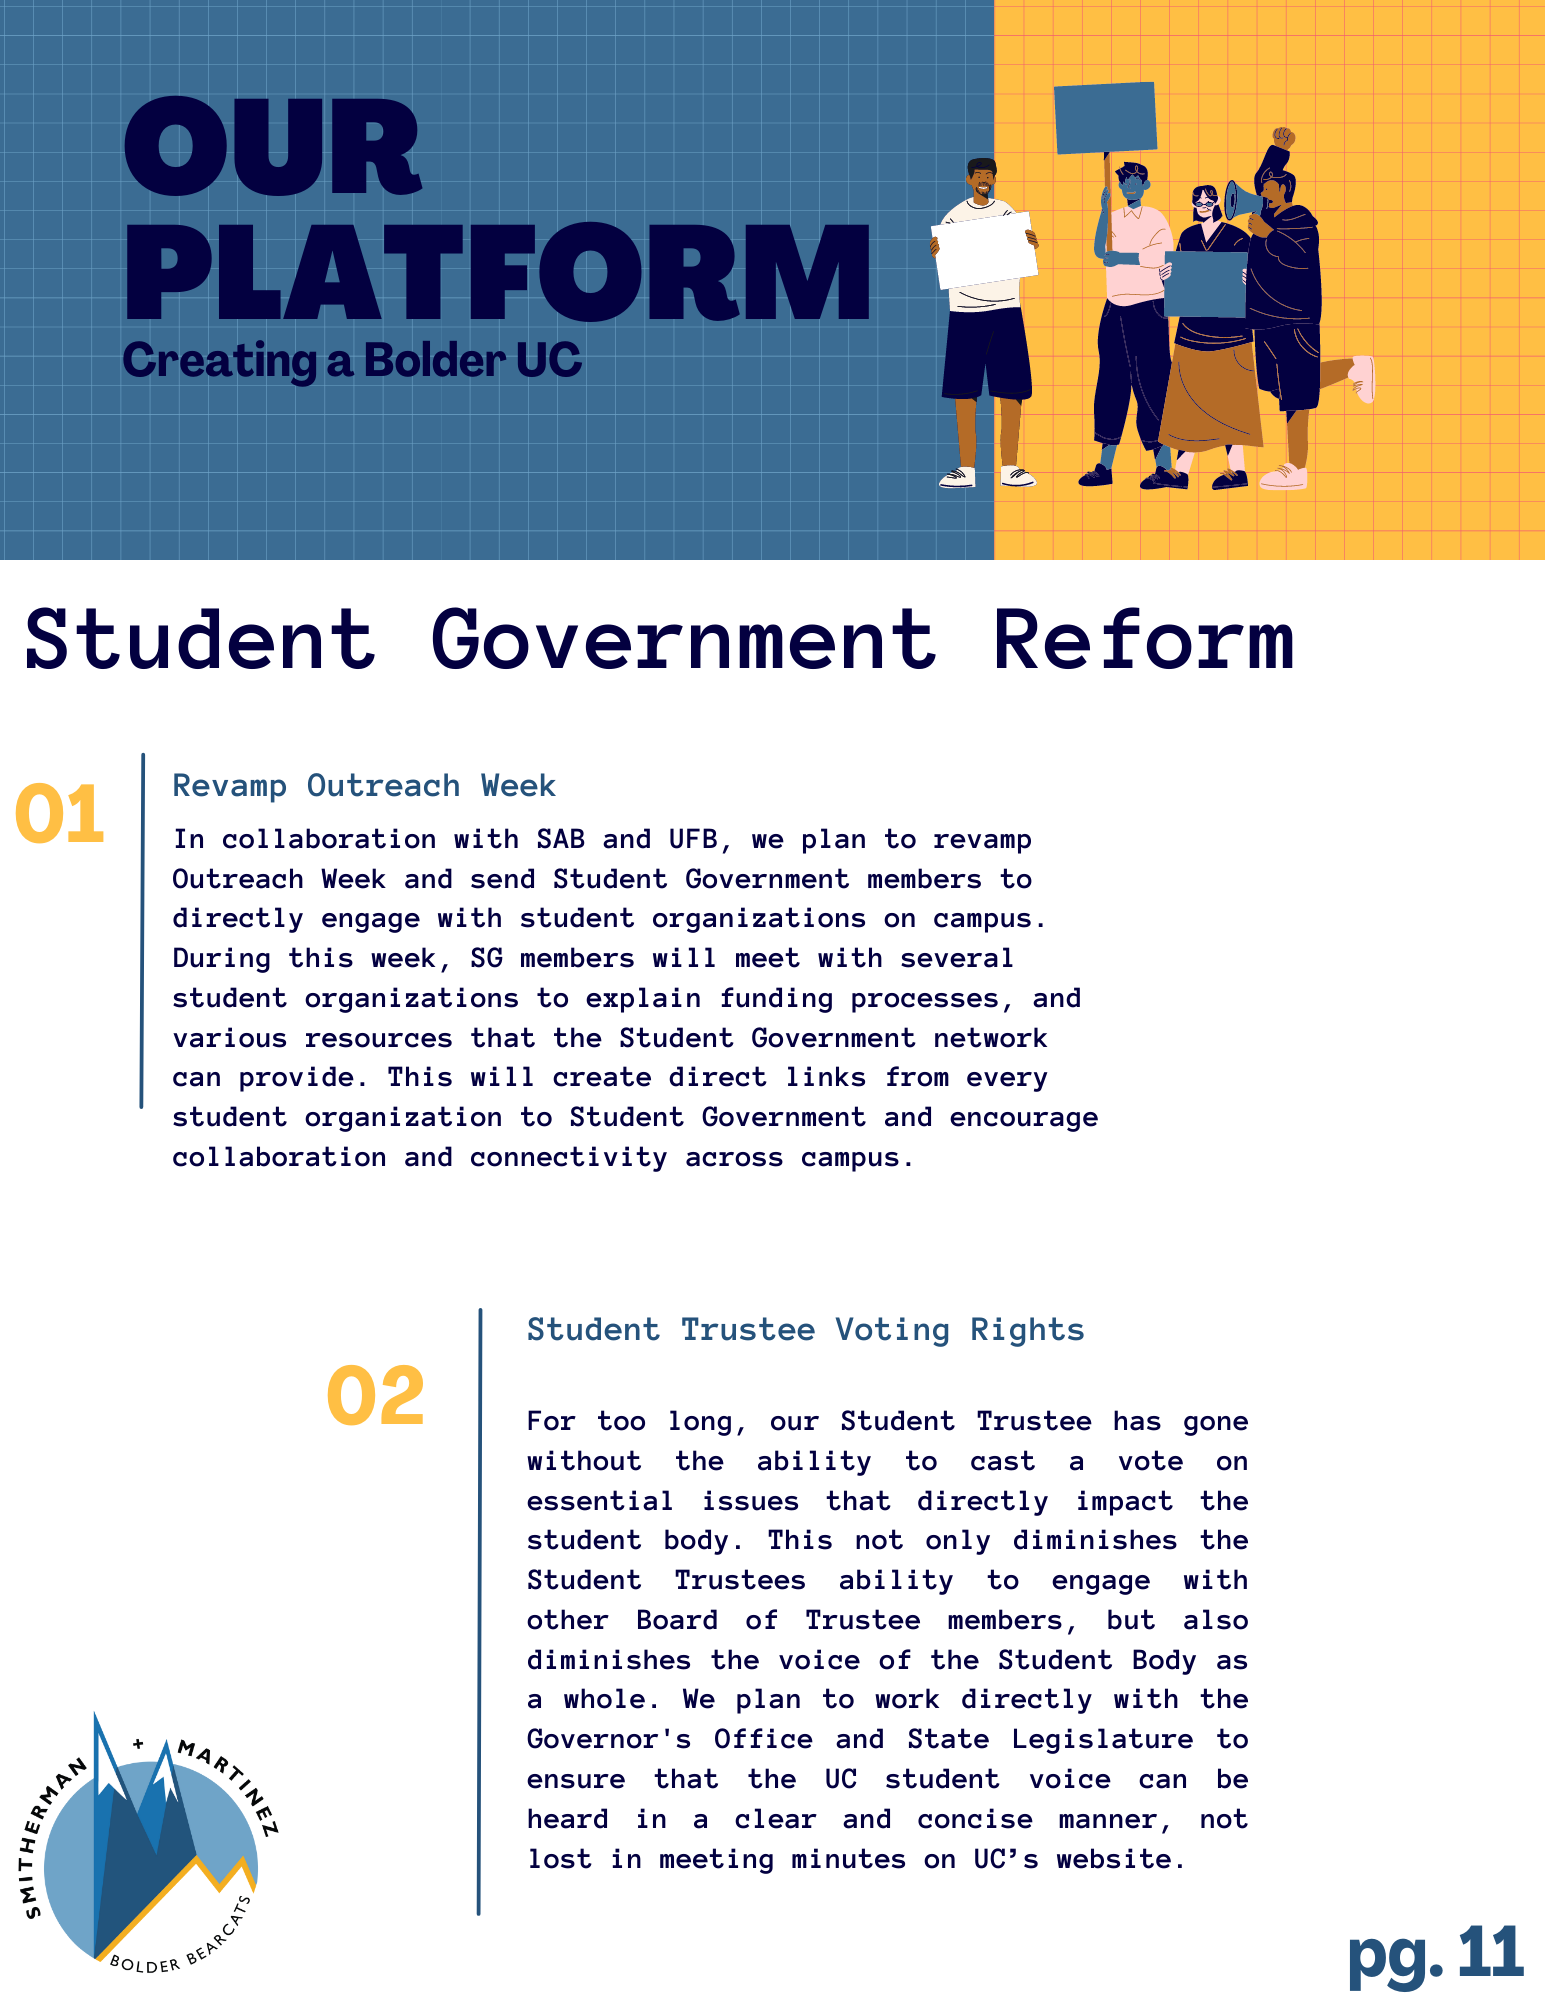 OUR
PLATFORM
Creating a Bolder UC
Student Government Reform
01
Revamp Outreach Week
In collaboration with SAB and UFB, we plan to revamp
Outreach Week and send Student Government members to
directly engage with student organizations on campus.
During this week, SG members will meet with several
student organizations to explain funding processes, and
various resources that the Student Government network
can provide. This will create direct links from every
student organization to Student Government and encourage
collaboration and connectivity across campus.
02
Student Trustee Voting Rights
For too long, our Student Trustee has gone
without the ability to cast a vote on
essential issues that directly impact the
student body. This not only diminishes the
Student Trustees ability to engage with
other Board of Trustee members, but also
diminishes the voice of the Student Body as
a whole. We plan to work directly with the
Governor's Office and State Legislature to
ensure that the UC student voice can be
heard in a clear and concise manner, not
lost in meeting minutes on UC’s website.
SMITHERMAN + MARTINEZ
BOLDER BEARCATS
pg. 11